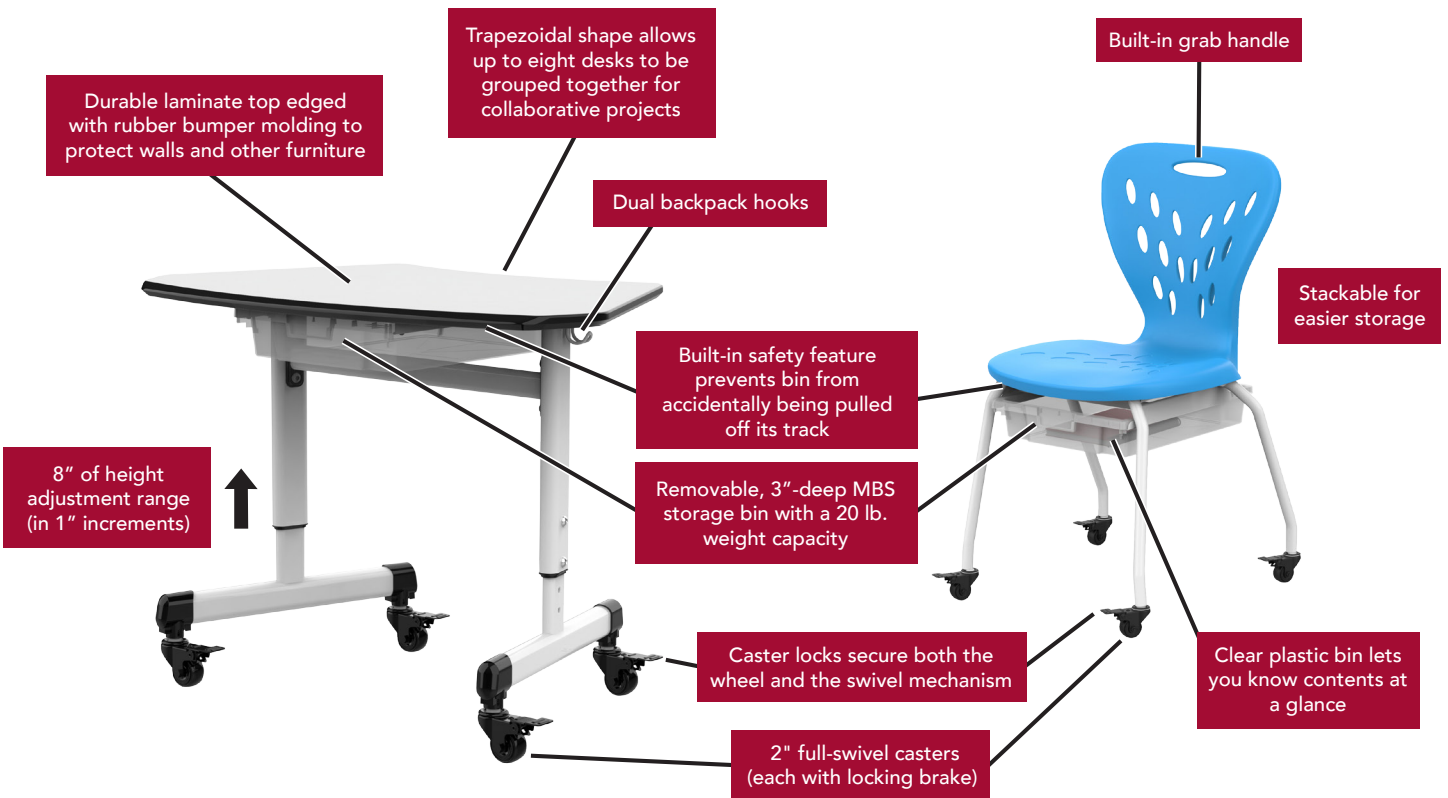 Trapezoidal shape allows
up to eight desks to be
grouped together for
collaborative projects
Built-in grab handle
Durable laminate top edged
with rubber bumper molding to
protect walls and other furniture
Dual backpack hooks
Stackable for
easier storage
Built-in safety feature
prevents bin from
accidentally being pulled
off its track
8” of height
adjustment range
(in 1” increments)
Removable, 3”-deep MBS
storage bin with a 20 lb.
weight capacity
Caster locks secure both the
wheel and the swivel mechanism
Clear plastic bin lets
you know contents at
a glance
2" full-swivel casters
(each with locking brake)